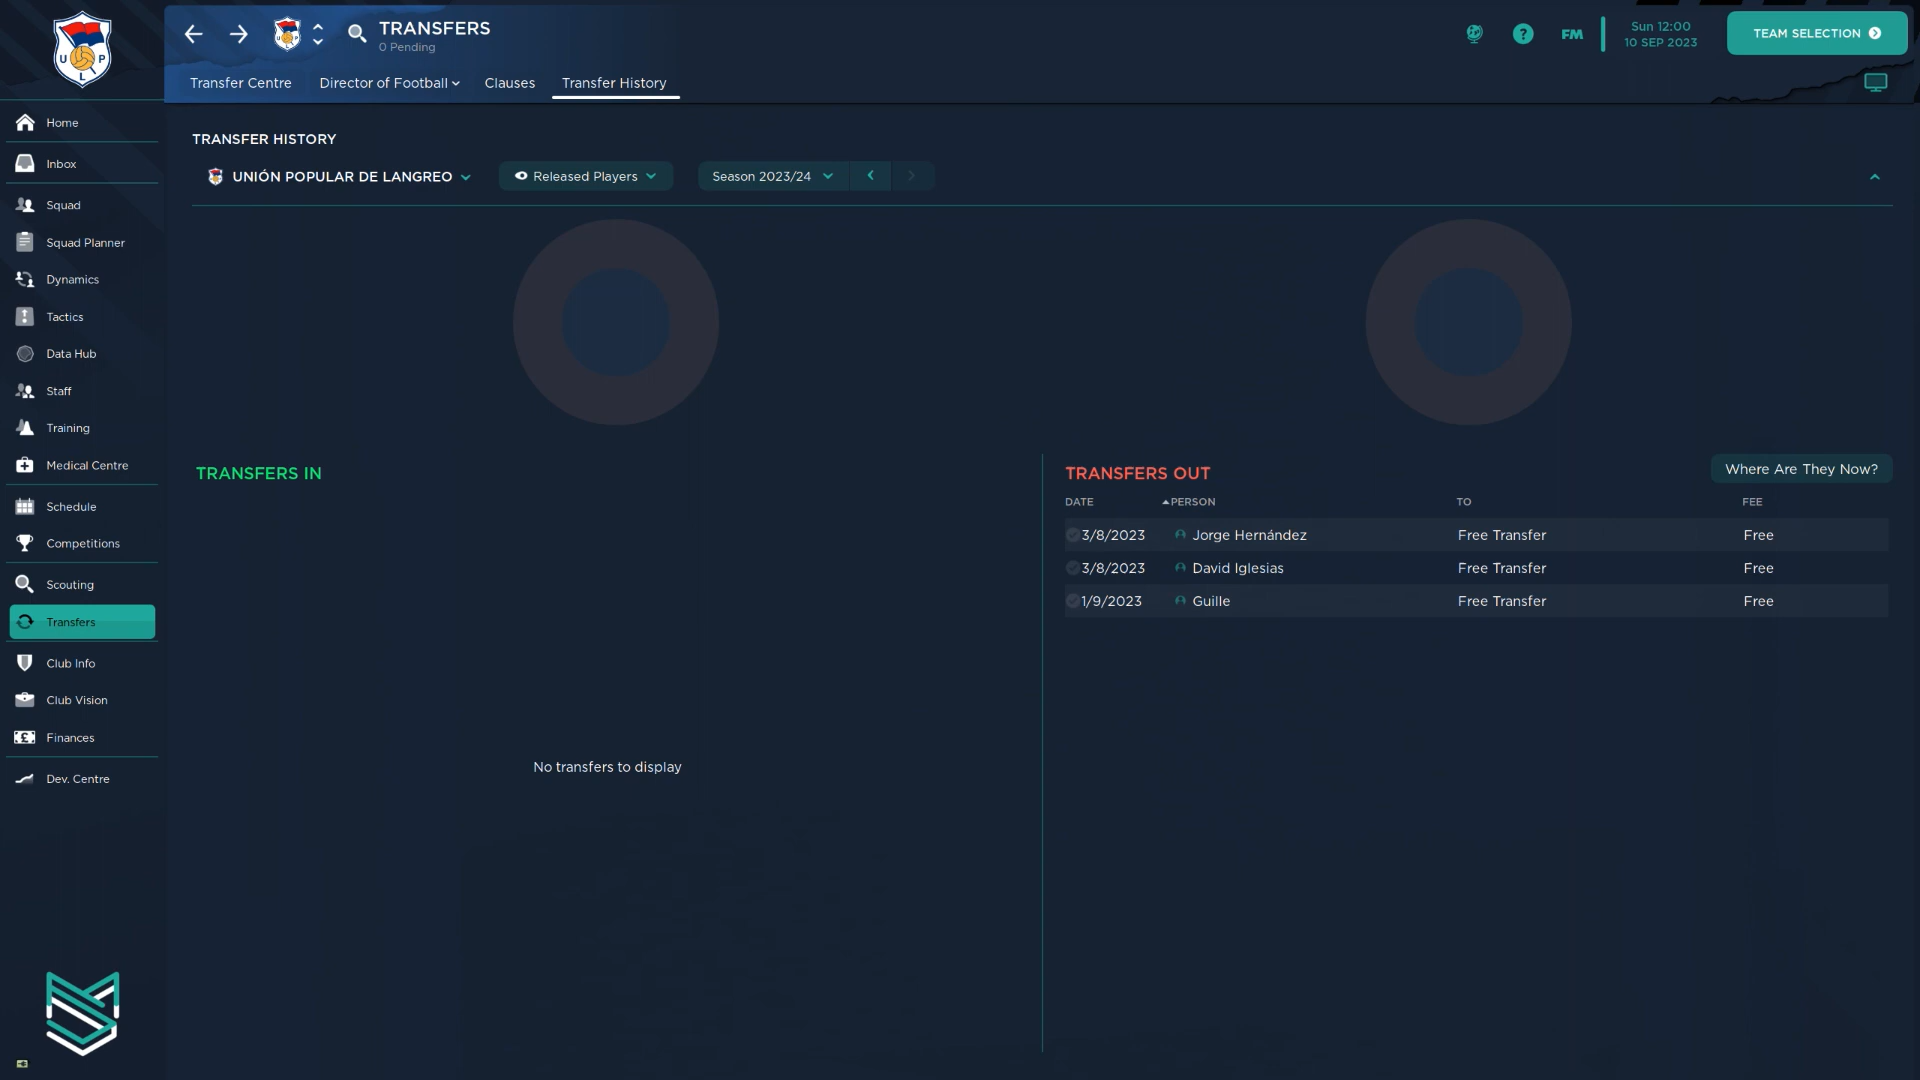 U P
L
TRANSFERS
0 Pending
FM
Sun 12:00
10 SEP 2023
TEAM SELECTION
Transfer Centre
Director of Football
Clauses
Transfer History
Home
Inbox
Squad
Squad Planner
Dynamics
Tactics
Data Hub
Staff
Training
Medical Centre
Schedule
Competitions
Scouting
Transfers
Club Info
Club Vision
Finances
Dev. Centre
TRANSFER HISTORY
UNIÓN POPULAR DE LANGREO
Released Players
Season 2023/24
TRANSFERS IN
No transfers to display
TRANSFERS OUT
Where Are They Now?
DATE PERSON TO FEE
3/8/2023 Jorge Hernández Free Transfer Free
3/8/2023 David Iglesias Free Transfer Free
1/9/2023 Guille Free Transfer Free